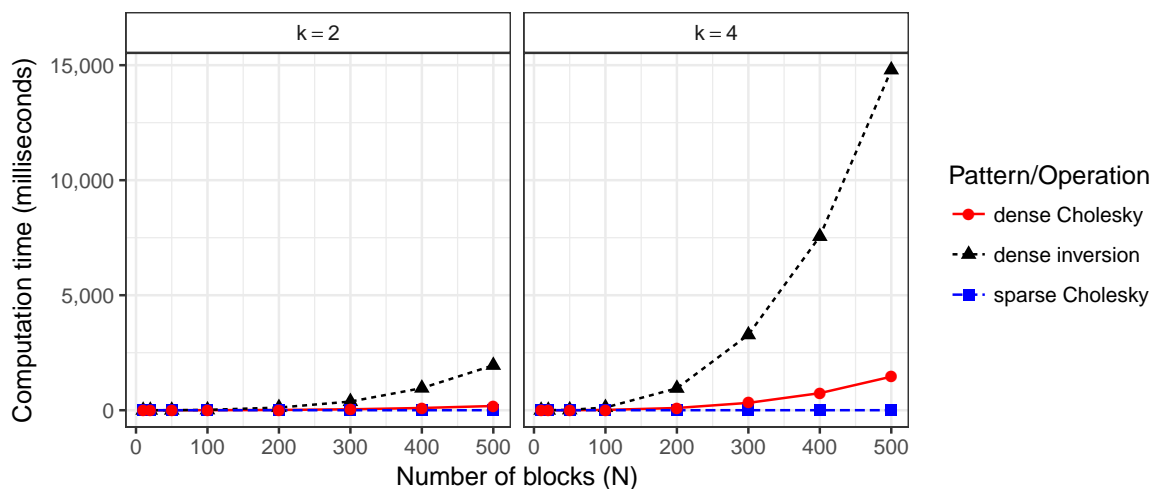 k = 2
k = 4
Computation time (milliseconds)
15,000
10,000
5,000
0
0 100 200 300 400 500
0 100 200 300 400 500
Number of blocks (N)
Pattern/Operation
dense Cholesky
dense inversion
sparse Cholesky